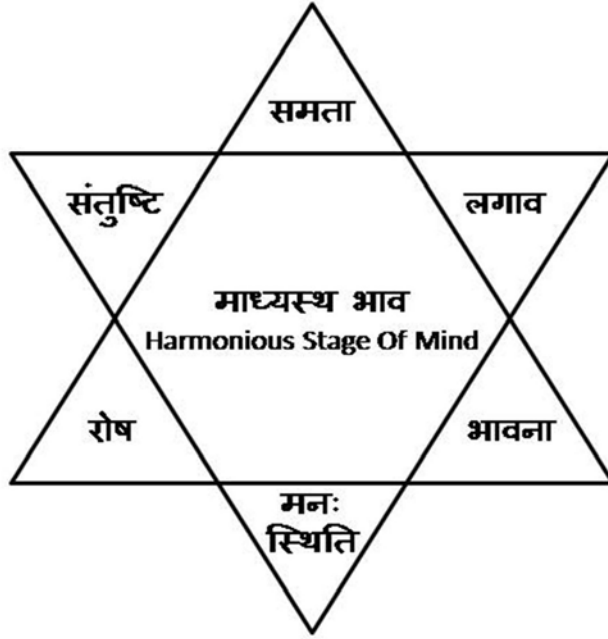 समता
संतुष्टि
लगाव
माध्यस्थ भाव
Harmonious Stage Of Mind
रोष
भावना
मनः
स्थिति